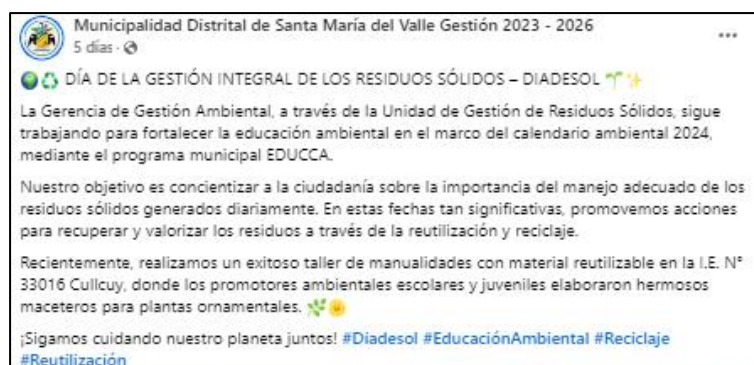 Municipalidad Distrital de Santa María del Valle Gestión 2023 - 2026
5 días ·
DÍA DE LA GESTIÓN INTEGRAL DE LOS RESIDUOS SÓLIDOS – DIADESOL
La Gerencia de Gestión Ambiental, a través de la Unidad de Gestión de Residuos Sólidos, sigue
trabajando para fortalecer la educación ambiental en el marco del calendario ambiental 2024,
mediante el programa municipal EDUCCA.
Nuestro objetivo es concientizar a la ciudadanía sobre la importancia del manejo adecuado de los
residuos sólidos generados diariamente. En estas fechas tan significativas, promovemos acciones
para recuperar y valorizar los residuos a través de la reutilización y reciclaje.
Recientemente, realizamos un exitoso taller de manualidades con material reutilizable en la I.E. N°
33016 Cullcuy, donde los promotores ambientales escolares y juveniles elaboraron hermosos
maceteros para plantas ornamentales.
¡Sigamos cuidando nuestro planeta juntos! #Diadesol #EducaciónAmbiental #Reciclaje
#Reutilización